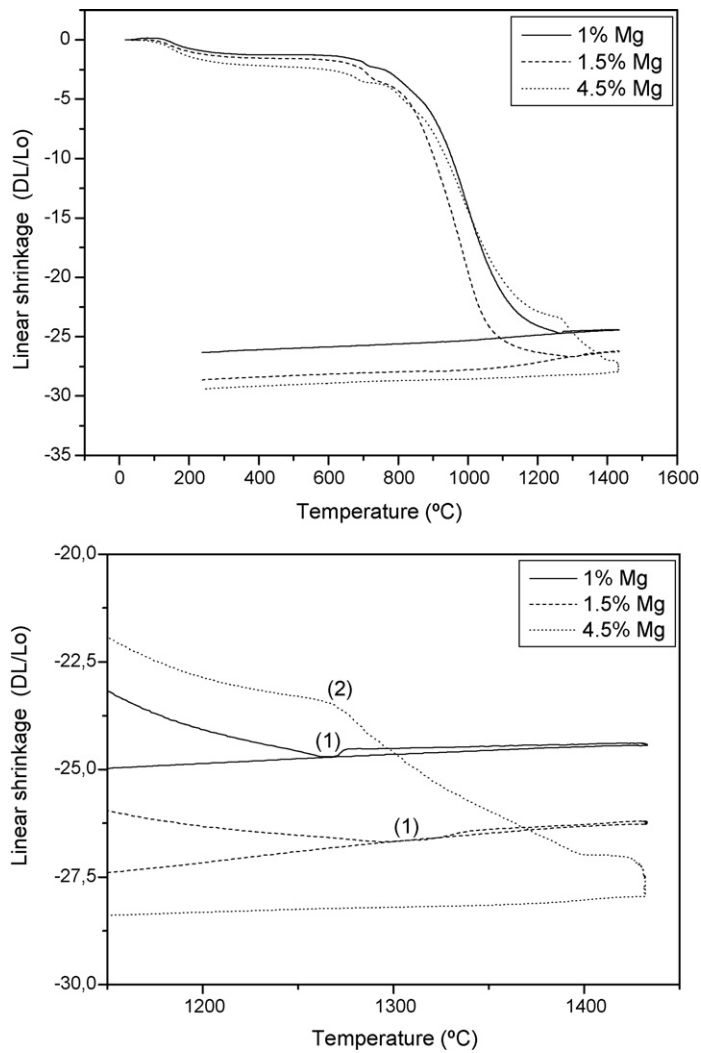 0
-5
-10
-15
-20
-25
-30
-35
Linear shrinkage (DL/Lo)
1% Mg
1.5% Mg
4.5% Mg
0 200 400 600 800 1000 1200 1400 1600
Temperature (ºC)
-20,0
-22,5
-25,0
-27,5
-30,0
Linear shrinkage (DL/Lo)
1% Mg
1.5% Mg
4.5% Mg
(2)
(1)
(1)
1200 1300 1400
Temperature (ºC)